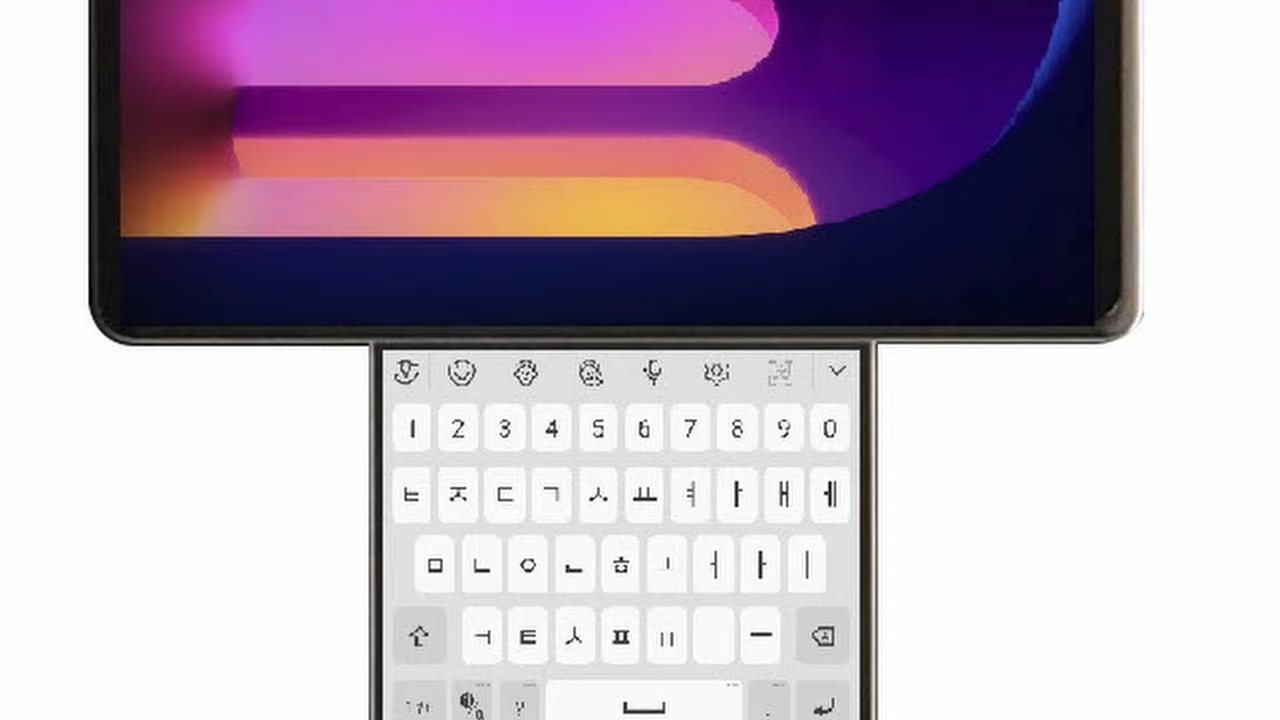 1 2 3 4 5 6 7 8 9 0
ㅈ ㄷ ㄱ ㅅ ㅛ ㅕ ㅏ ㅐ ㅔ
ㅁ ㄴ ㅇ ㄴ ㅎ ㅓ ㅏ ㅣ
ㅌ ㅅ ㅍ ㅡ